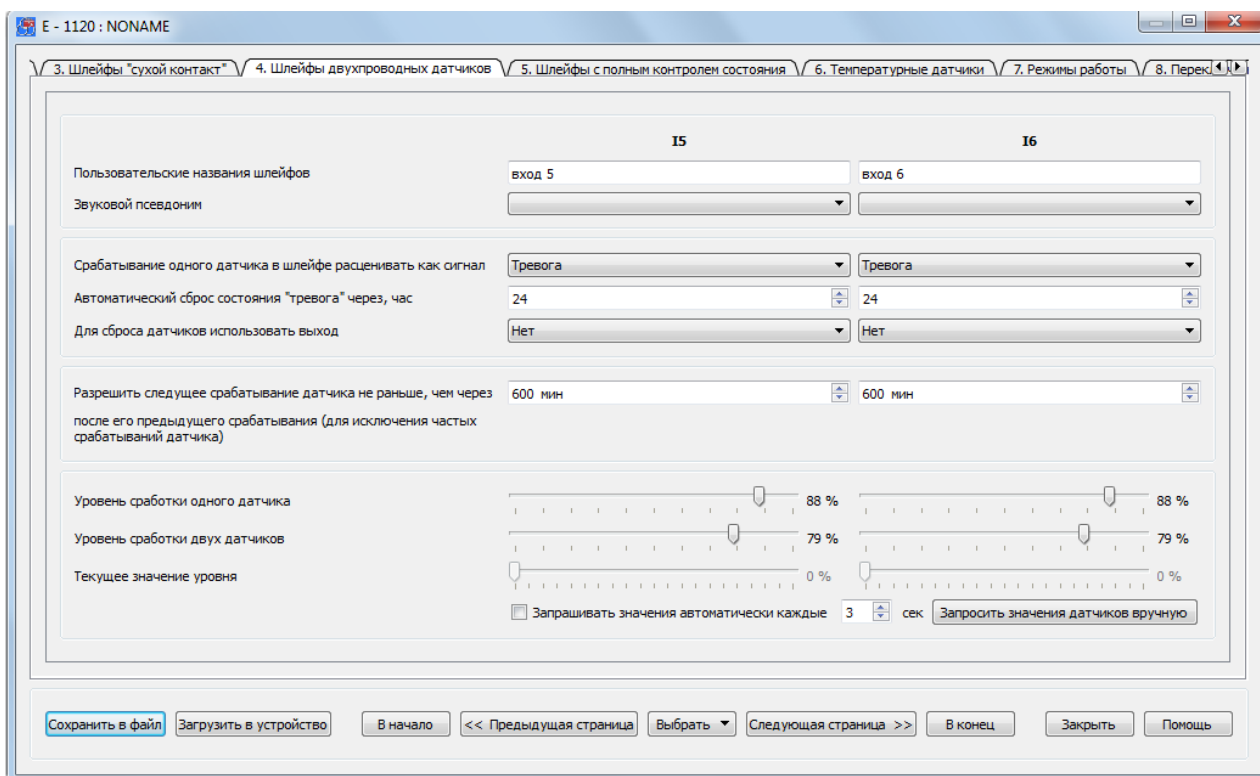 E - 1120 : NONAME
3. Шлейфы "сухой контакт" 4. Шлейфы двухпроводных датчиков 5. Шлейфы с полным контролем состояния 6. Температурные датчики 7. Режимы работы 8. Перек
I5 I6
Пользовательские названия шлейфов вход 5 вход 6
Звуковой псевдоним
Срабатывание одного датчика в шлейфе расценивать как сигнал Тревога Тревога
Автоматический сброс состояния "тревога" через, час 24 24
Для сброса датчиков использовать выход Нет Нет
Разрешить следущее срабатывание датчика не раньше, чем через 600 мин 600 мин
после его предыдущего срабатывания (для исключения частых
срабатываний датчика)
Уровень сработки одного датчика 88 % 88 %
Уровень сработки двух датчиков 79 % 79 %
Текущее значение уровня 0 % 0 %
Запрашивать значения автоматически каждые 3 сек Запросить значения датчиков вручную
Сохранить в файл Загрузить в устройство В начало << Предыдущая страница Выбрать Следующая страница >> В конец Закрыть Помощь